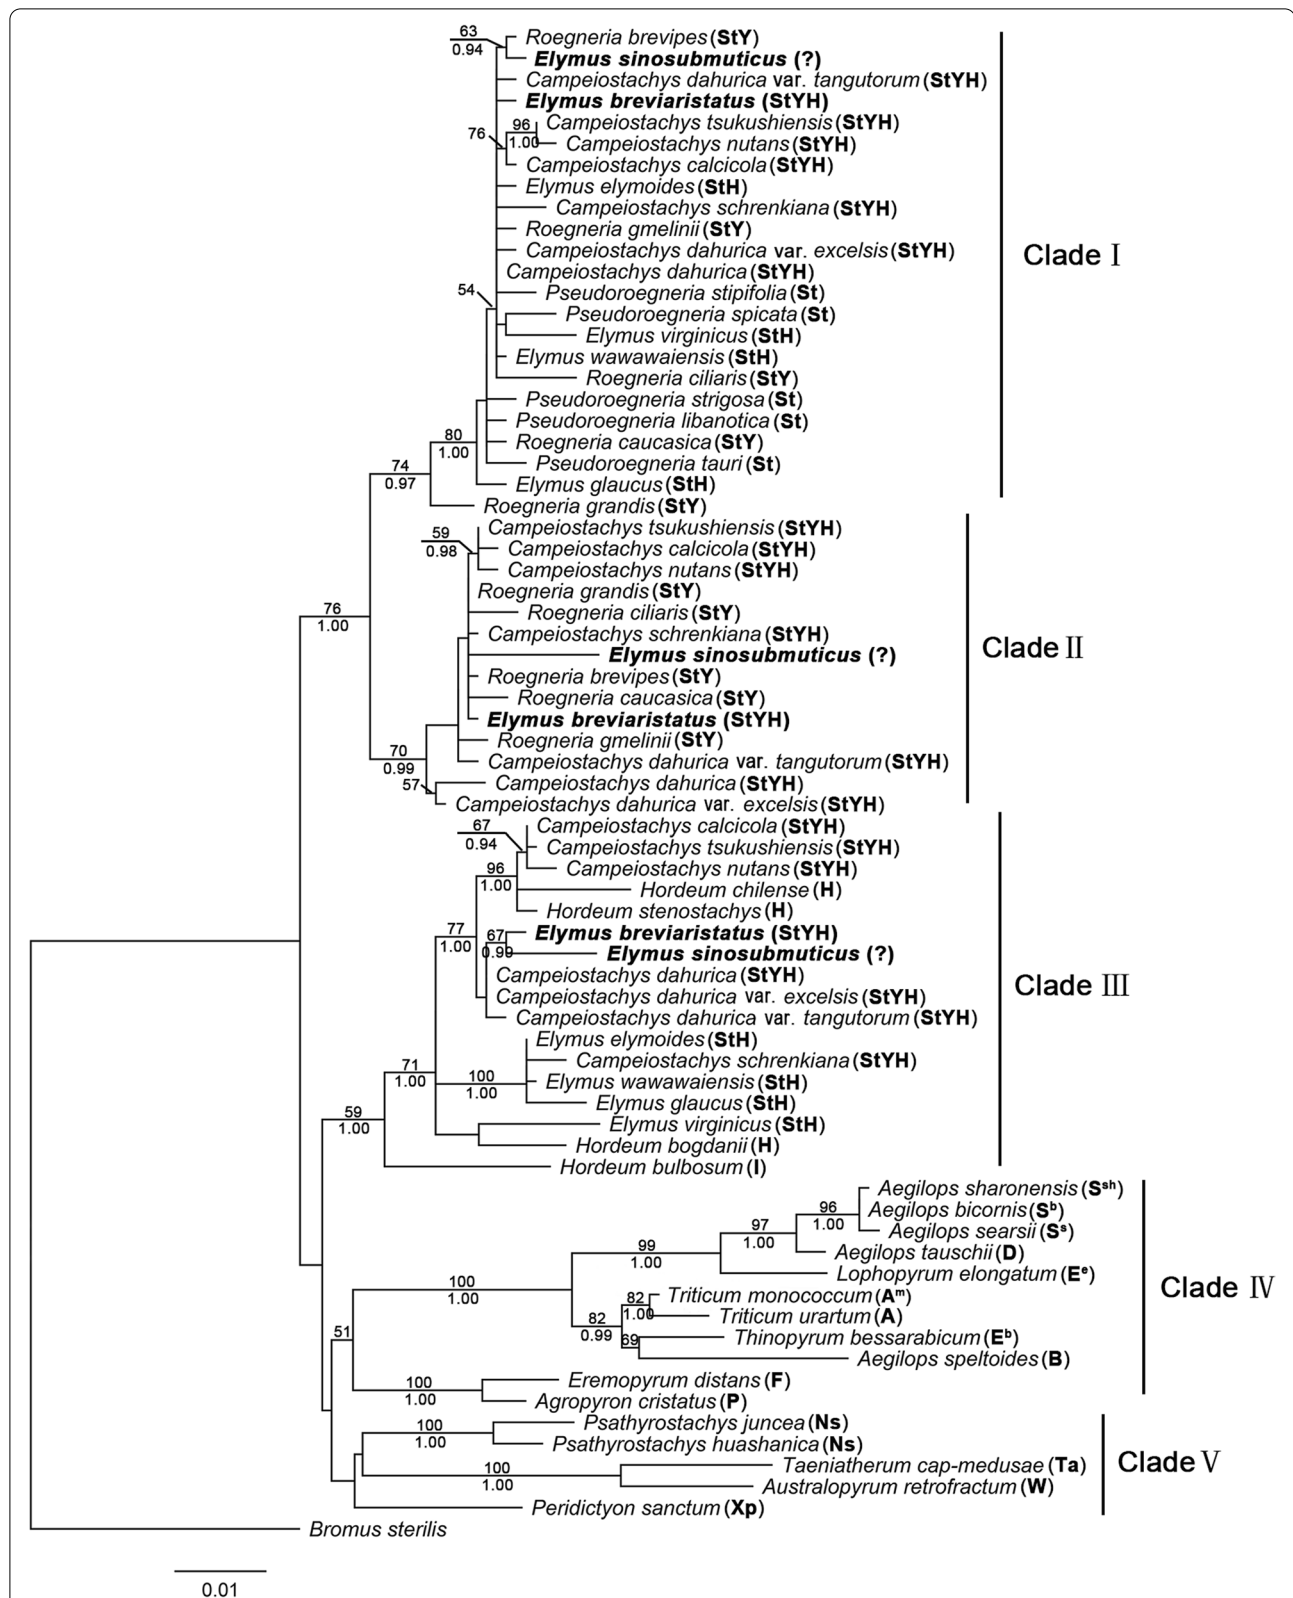 63
0.94
Roegneria brevipes (StY)
Elymus sinosubmuticus (?)
Campeiostachys dahurica var. tangutorum (StYH)
Elymus breviaristatus (StYH)
76
96
1.00
Campeiostachys tsukushiensis (StYH)
Campeiostachys nutans (StYH)
Campeiostachys calcicola (StYH)
Elymus elymoides (StH)
Campeiostachys schrenkiana (StYH)
Roegneria gmelinii (StY)
Campeiostachys dahurica var. excelsis (StYH)
Clade Ⅰ
Campeiostachys dahurica (StYH)
54
Pseudoroegneria stipifolia (St)
Pseudoroegneria spicata (St)
Elymus virginicus (StH)
Elymus wawawaiensis (StH)
Roegneria ciliaris (StY)
Pseudoroegneria strigosa (St)
Pseudoroegneria libanotica (St)
80
1.00
Roegneria caucasica (StY)
Pseudoroegneria tauri (St)
74
0.97
Elymus glaucus (StH)
Roegneria grandis (StY)
Campeiostachys tsukushiensis (StYH)
59
0.98
Campeiostachys calcicola (StYH)
Campeiostachys nutans (StYH)
Roegneria grandis (StY)
76
1.00
Roegneria ciliaris (StY)
Campeiostachys schrenkiana (StYH)
Clade Ⅱ
Elymus sinosubmuticus (?)
Roegneria brevipes (StY)
Roegneria caucasica (StY)
Elymus breviaristatus (StYH)
Roegneria gmelinii (StY)
70
0.99
Campeiostachys dahurica var. tangutorum (StYH)
57
Campeiostachys dahurica (StYH)
Campeiostachys dahurica var. excelsis (StYH)
67
0.94
Campeiostachys calcicola (StYH)
Campeiostachys tsukushiensis (StYH)
Campeiostachys nutans (StYH)
96
1.00
Hordeum chilense (H)
Hordeum stenostachys (H)
77
1.00
67
0.99
Elymus breviaristatus (StYH)
Elymus sinosubmuticus (?)
Campeiostachys dahurica (StYH)
Clade Ⅲ
Campeiostachys dahurica var. excelsis (StYH)
Campeiostachys dahurica var. tangutorum (StYH)
Elymus elymoides (StH)
Campeiostachys schrenkiana (StYH)
71
1.00
100
1.00
Elymus wawawaiensis (StH)
Elymus glaucus (StH)
59
1.00
Elymus virginicus (StH)
Hordeum bogdanii (H)
Hordeum bulbosum (I)
Aegilops sharonensis (Sˢʰ)
96
1.00
Aegilops bicornis (Sᵇ)
97
1.00
Aegilops searsii (Sˢ)
99
1.00
Aegilops tauschii (D)
Lophopyrum elongatum (Eᵉ)
100
1.00
Clade Ⅳ
82
1.00
Triticum monococcum (Aᵐ)
Triticum urartum (A)
82
0.99
51
69
Thinopyrum bessarabicum (Eᵇ)
Aegilops speltoides (B)
100
1.00
Eremopyrum distans (F)
Agropyron cristatus (P)
100
1.00
Psathyrostachys juncea (Ns)
Psathyrostachys huashanica (Ns)
100
1.00
Taeniatherum cap-medusae (Ta)
Clade Ⅴ
Australopyrum retrofractum (W)
Peridictyon sanctum (Xp)
Bromus sterilis
0.01